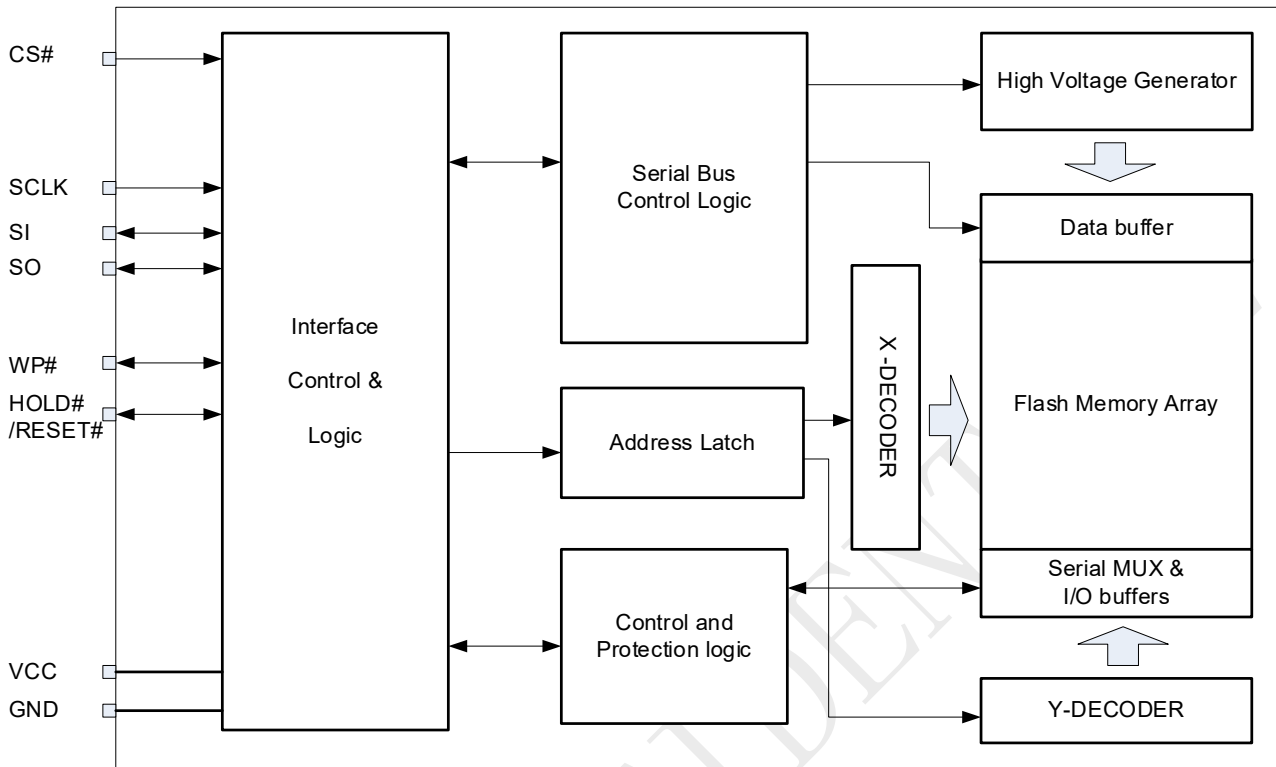 CS#
SCLK
SI
SO
WP#
HOLD#
/RESET#
VCC
GND
Interface
Control &
Logic
Serial Bus
Control Logic
Address Latch
Control and
Protection logic
X -DECODER
High Voltage Generator
Data buffer
Flash Memory Array
Serial MUX &
I/O buffers
Y-DECODER